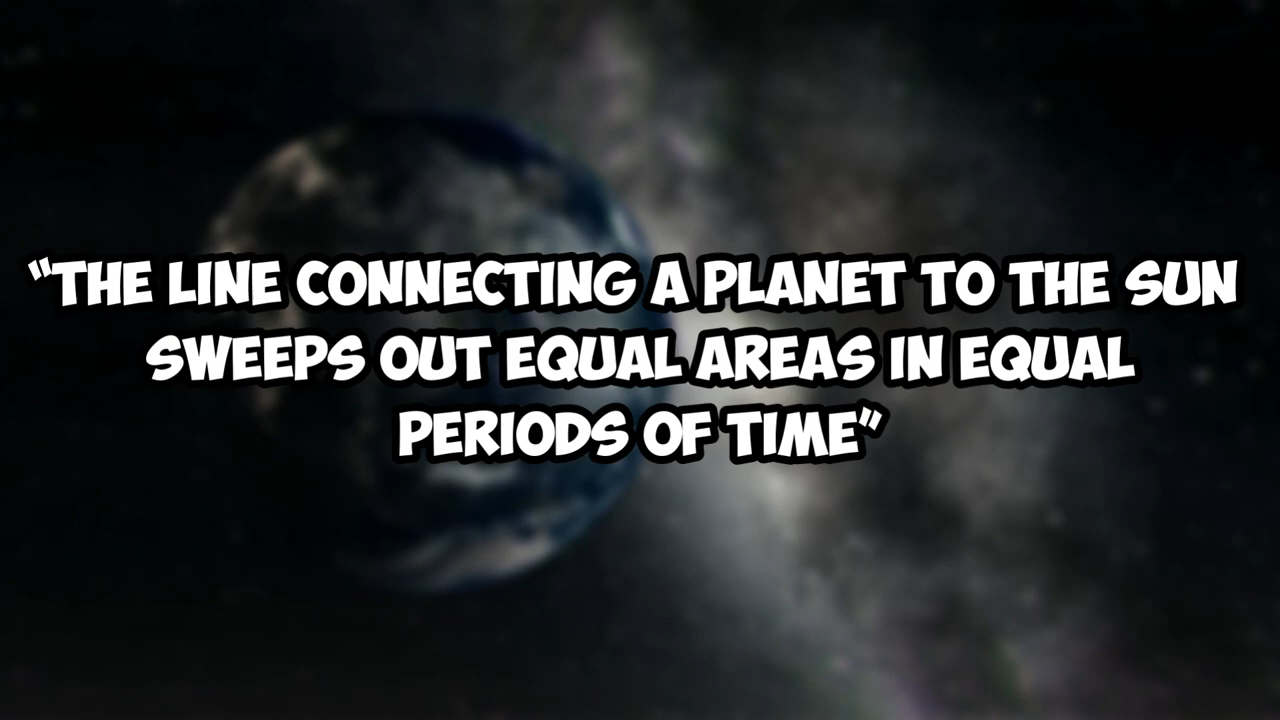 "THE LINE CONNECTING A PLANET TO THE SUN
SWEEPS OUT EQUAL AREAS IN EQUAL
PERIODS OF TIME"